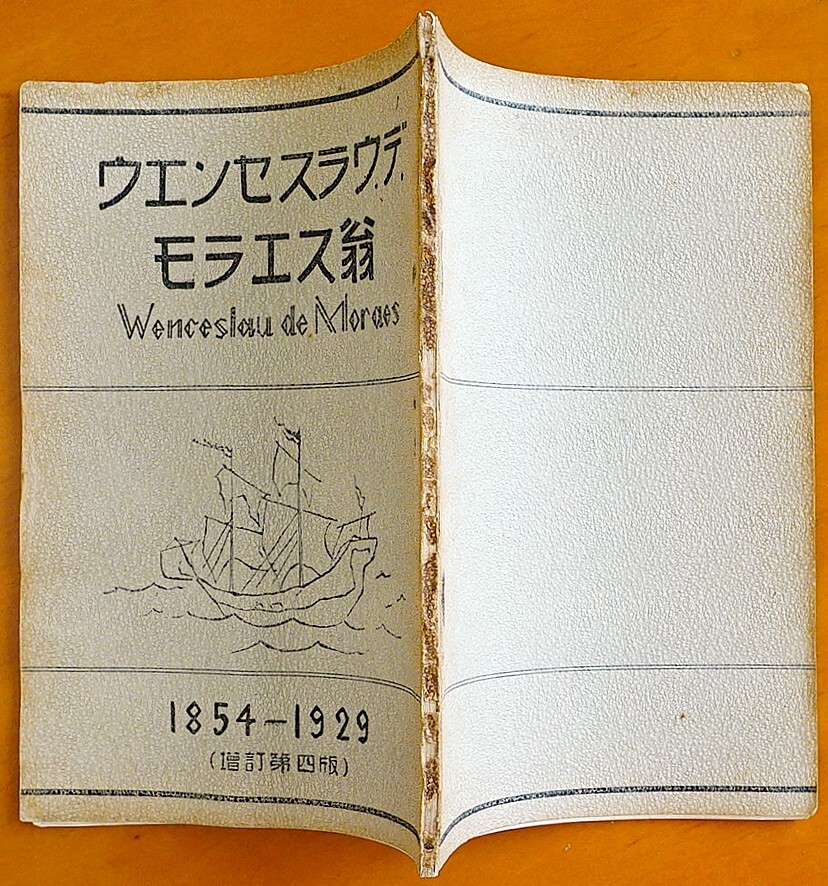 ウエンセスラウデ
モラエス翁
Wenceslau de Moraes
1854-1929
(増訂第四版)